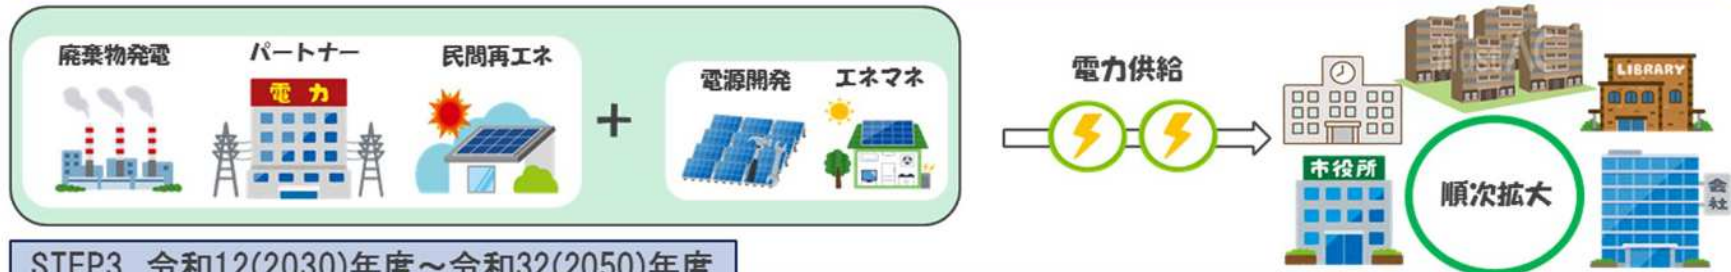 廃棄物発電
パートナー
民間再エネ
電力
+
電源開発
エネマネ
電力供給
LIBRARY
市役所
順次拡大
会社
STEP3 令和12(2030)年度～令和32(2050)年度